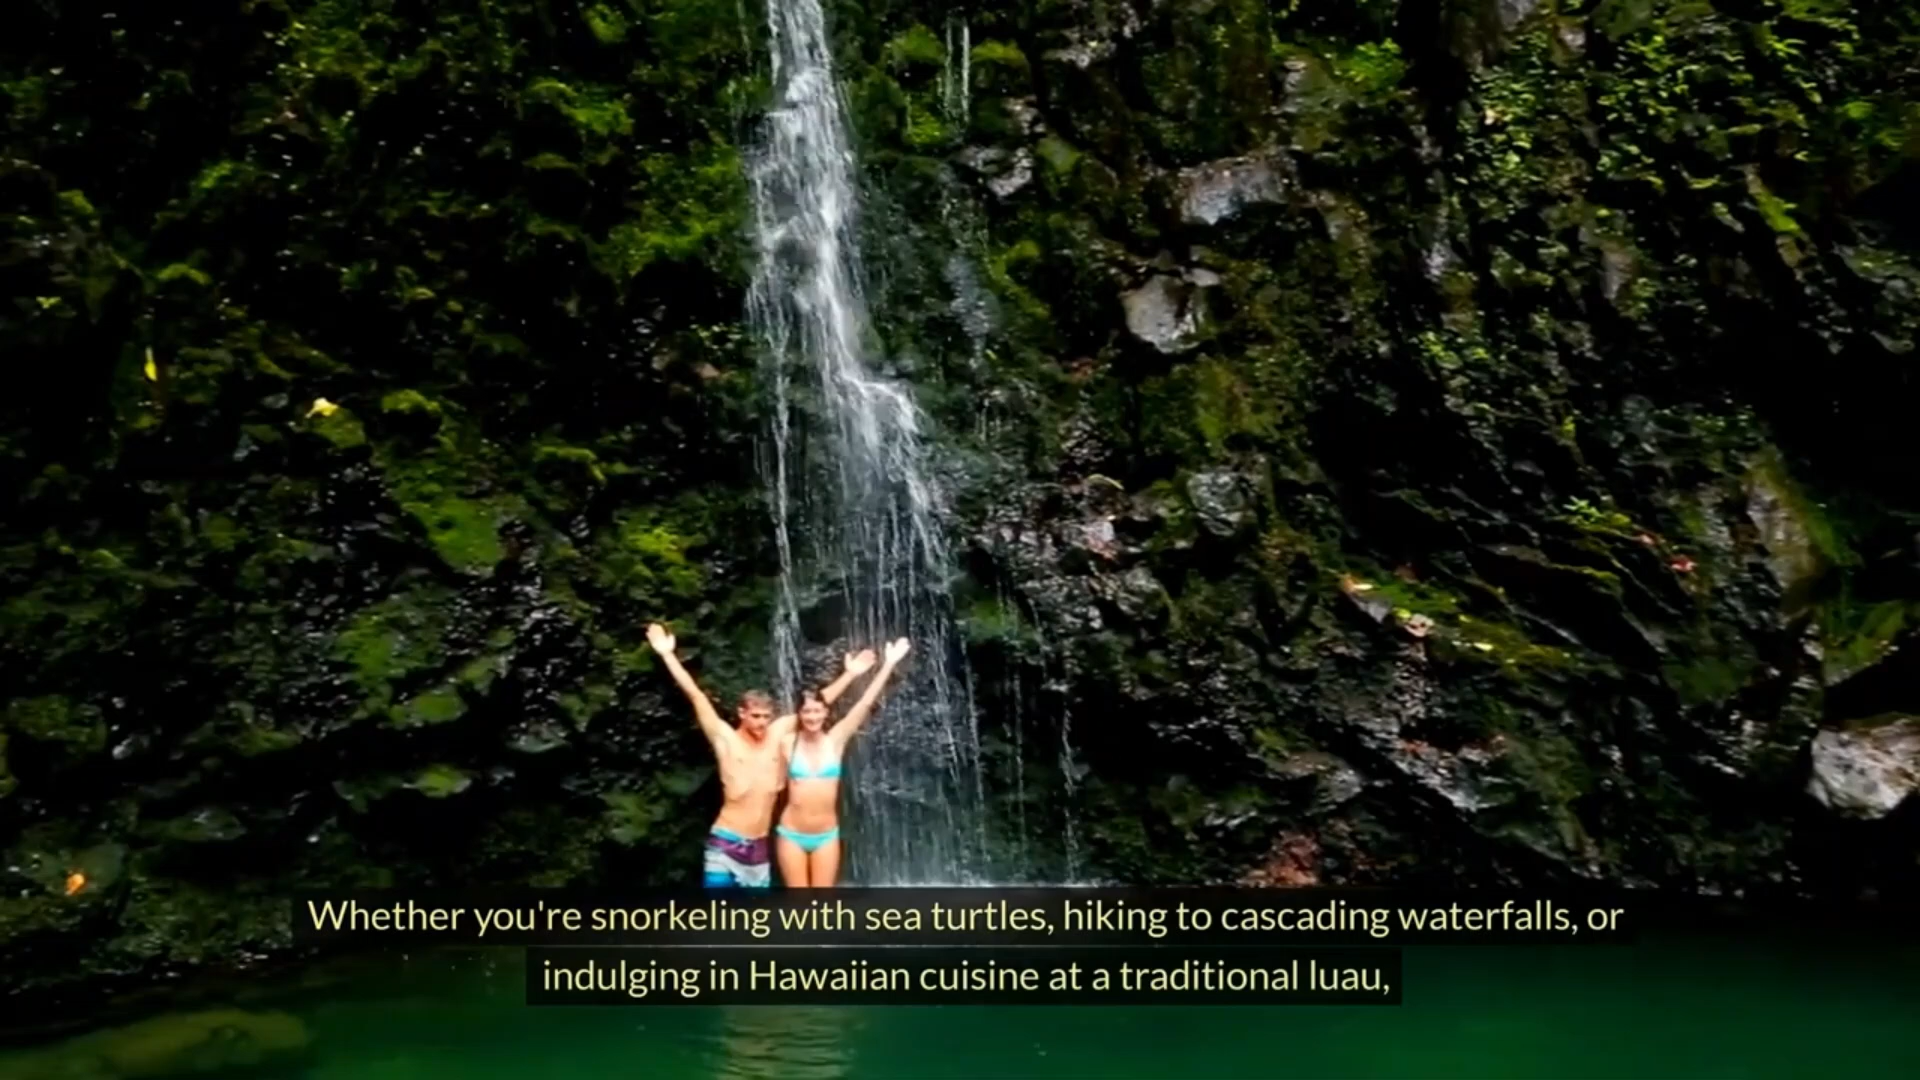 Whether you're snorkeling with sea turtles, hiking to cascading waterfalls, or
indulging in Hawaiian cuisine at a traditional luau,